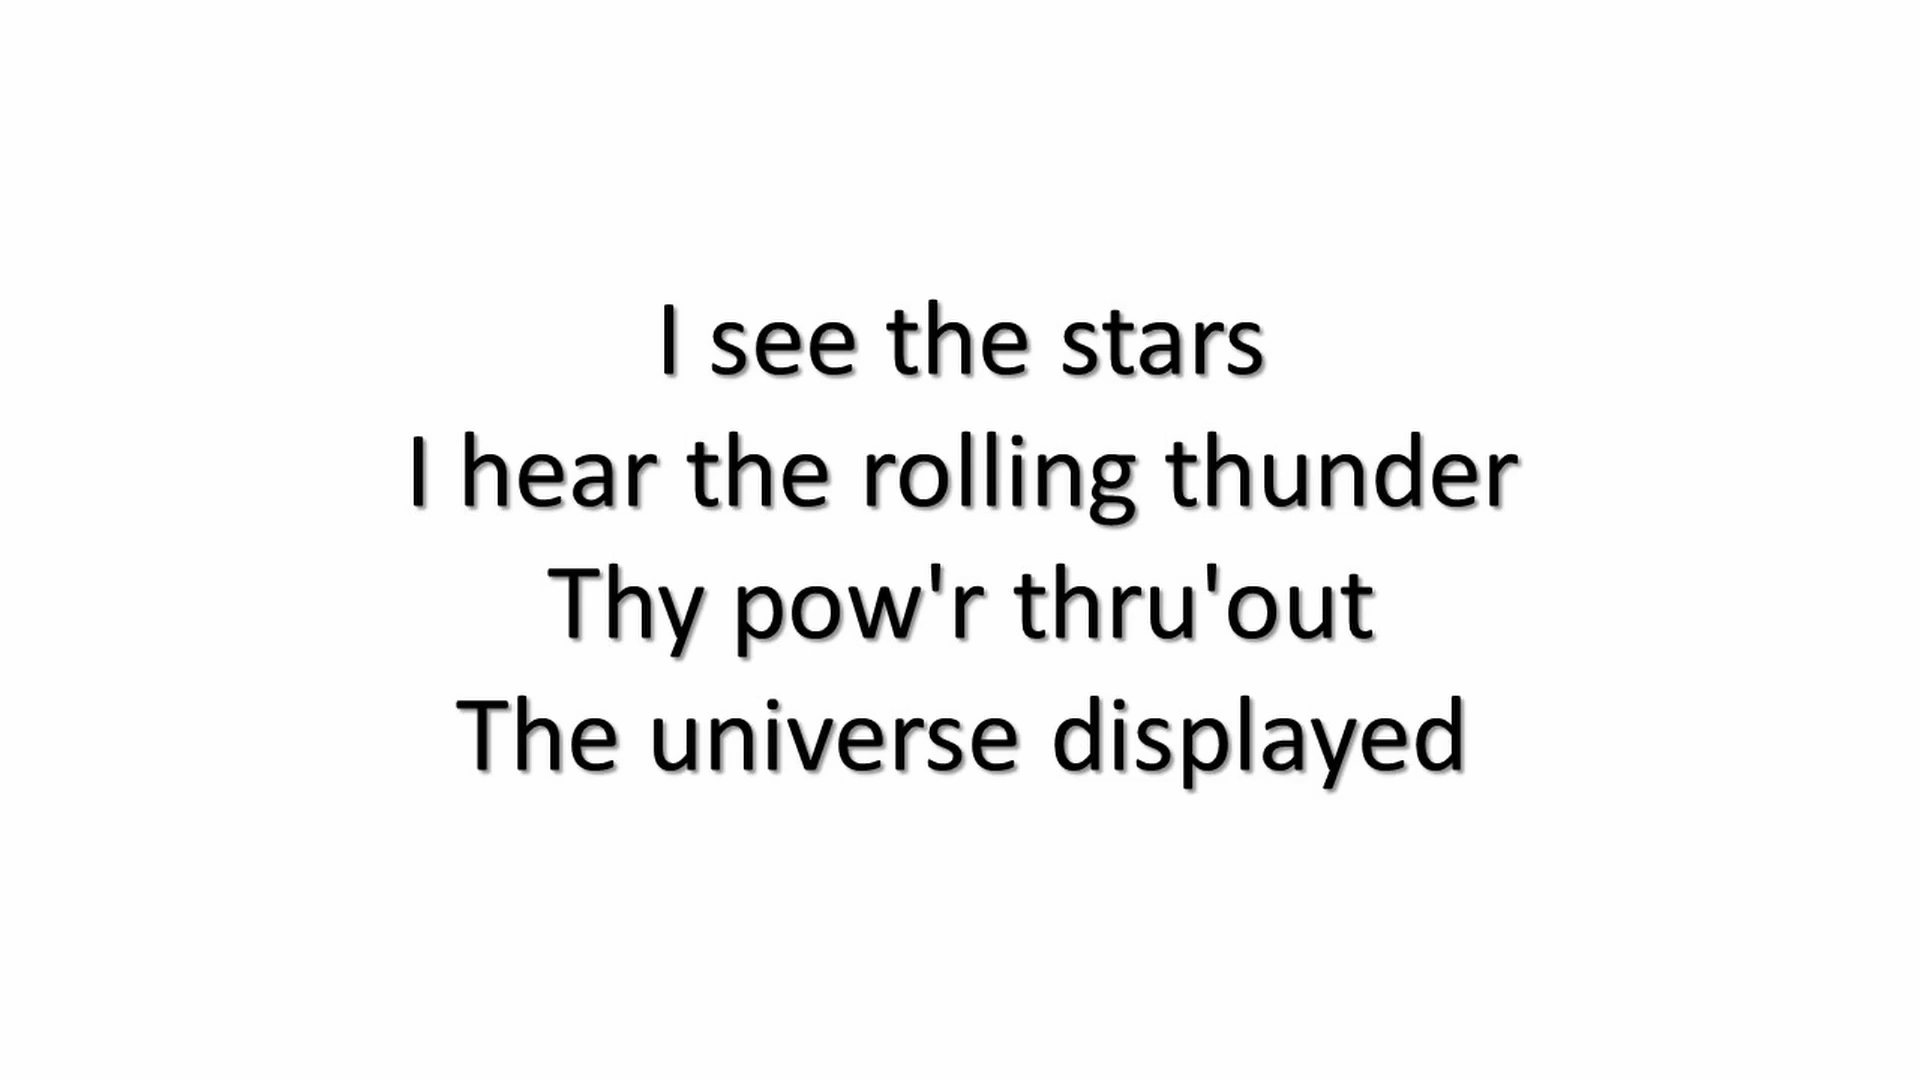 I see the stars
I hear the rolling thunder
Thy pow'r thru'out
The universe displayed